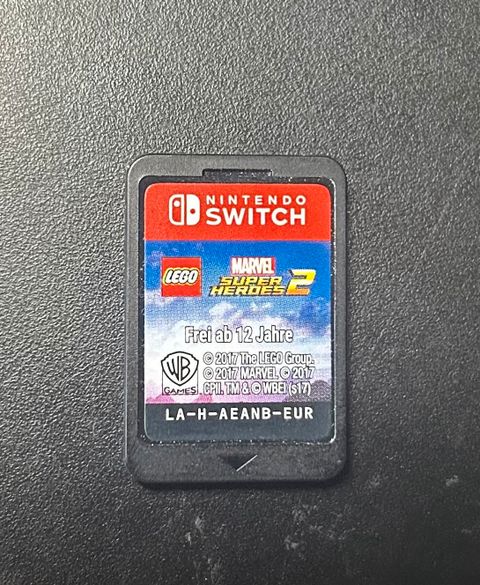 NINTENDO
SWITCH
LEGO
MARVEL
SUPER
HEROES 2
Frei ab 12 Jahre
WB
GAMES
© 2017 The LEGO Group.
© 2017 MARVEL © 2017
CPII. TM & © WBEI (s17)
LA-H-AEANB-EUR